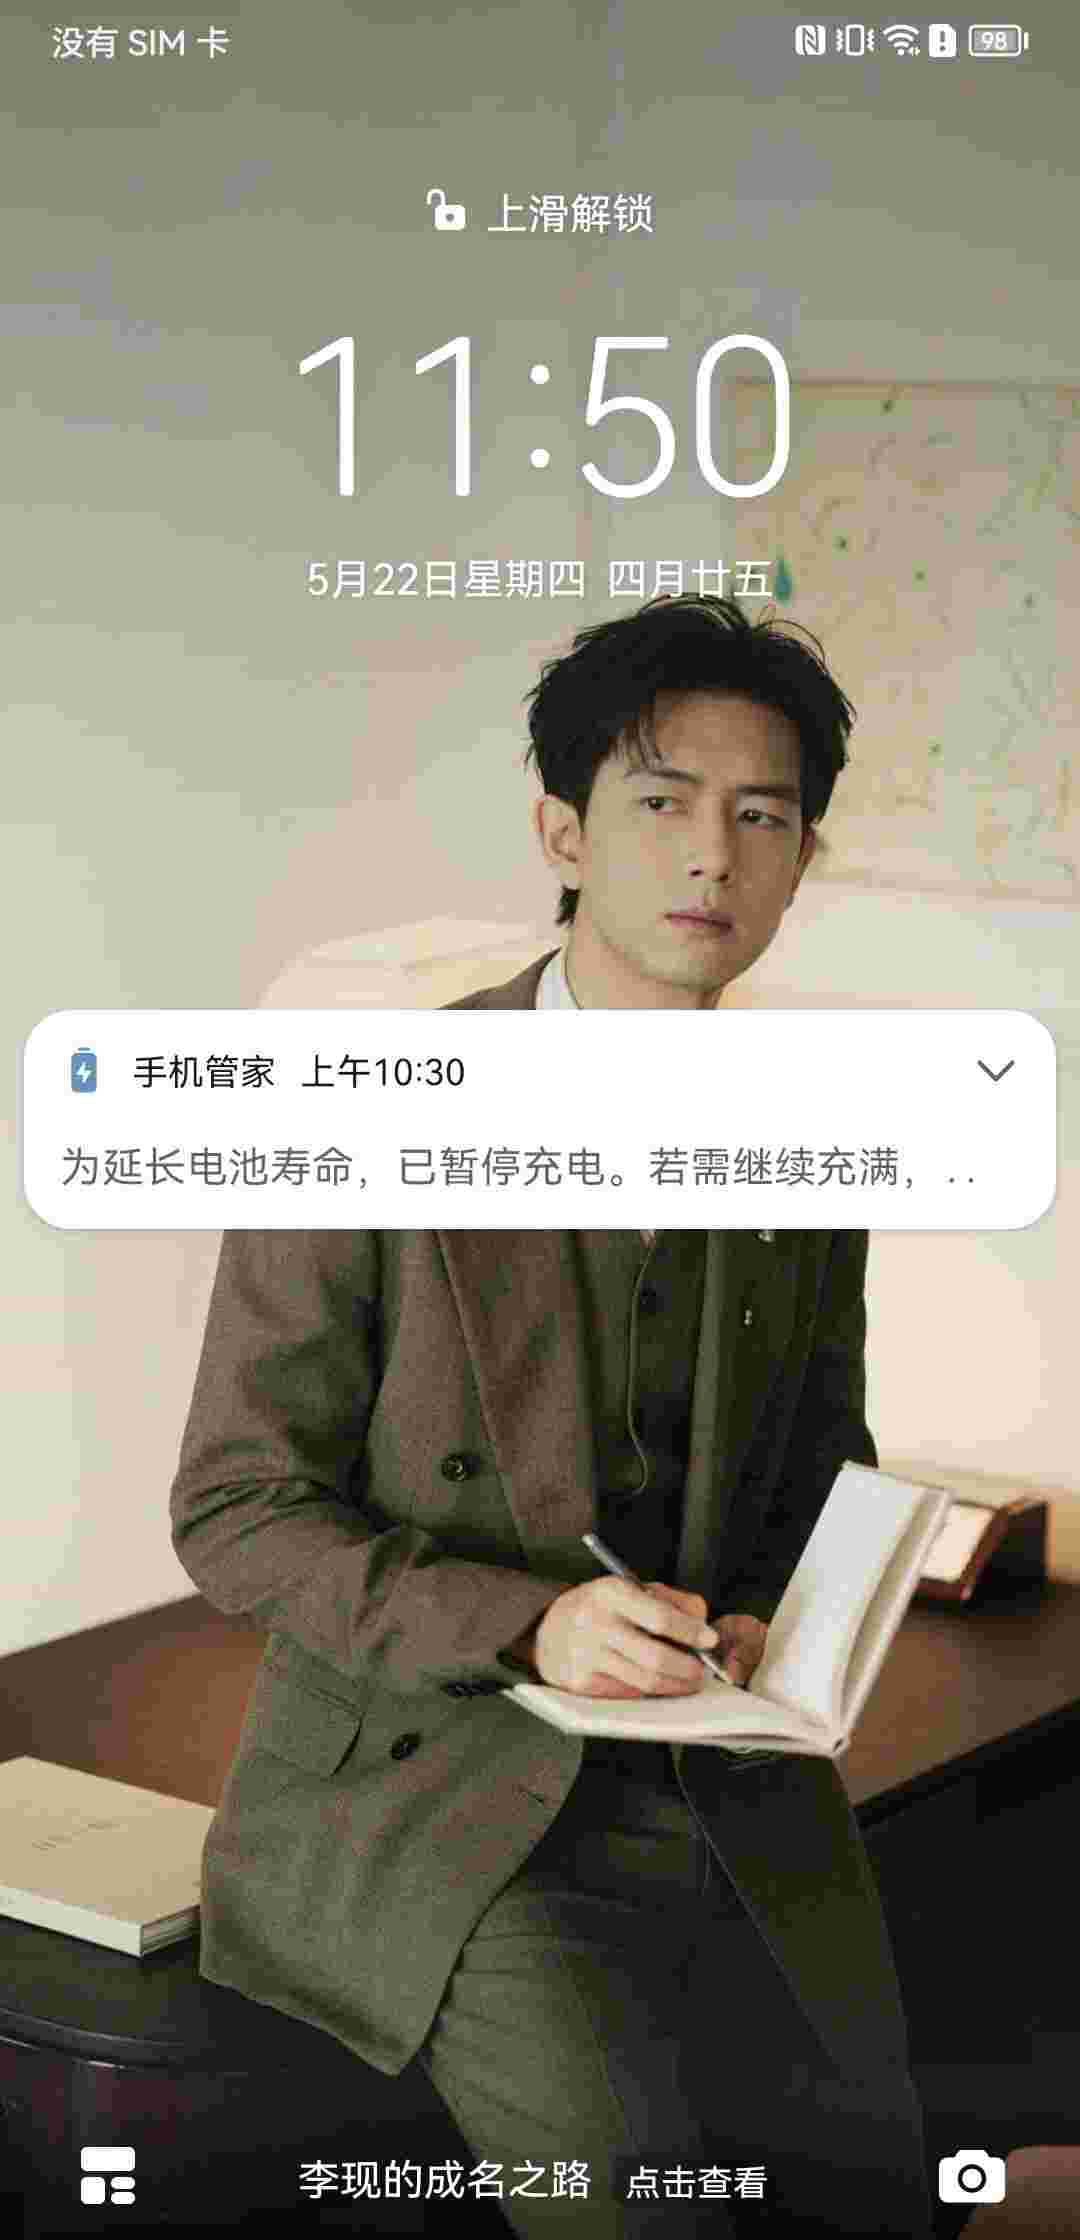 没有 SIM 卡
98
上滑解锁
11:50
5月22日星期四 四月廿五
手机管家 上午10:30
为延长电池寿命，已暂停充电。若需继续充满，..
李现的成名之路 点击查看